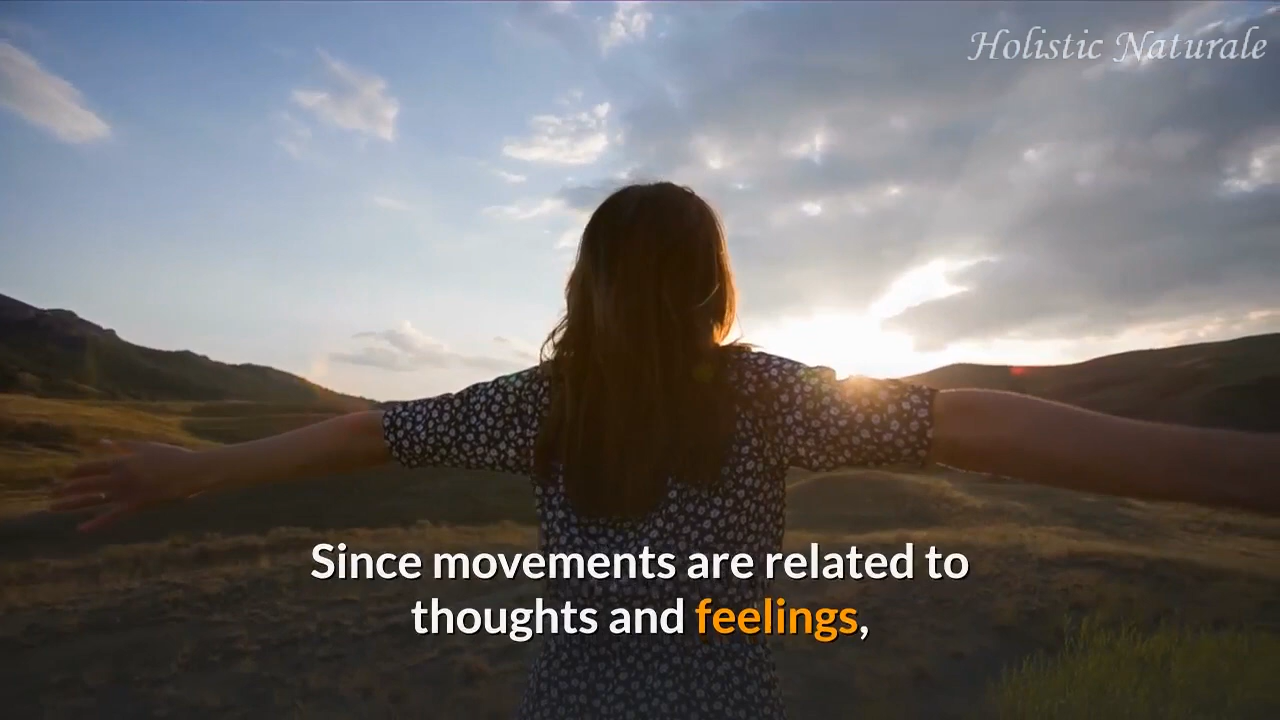 Holistic Naturale
Since movements are related to
thoughts and feelings,